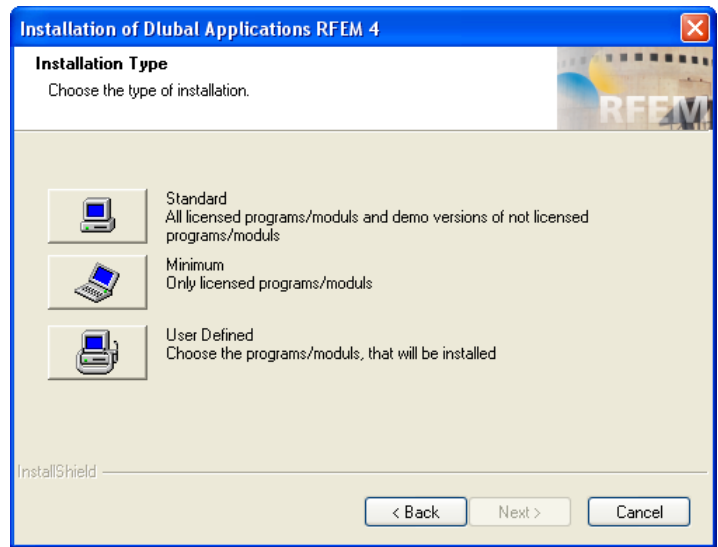 Installation of Dlubal Applications RFEM 4
Installation Type
Choose the type of installation.
RFEM
Standard
All licensed programs/moduls and demo versions of not licensed
programs/moduls
Minimum
Only licensed programs/moduls
User Defined
Choose the programs/moduls, that will be installed
InstallShield
< Back
Next >
Cancel